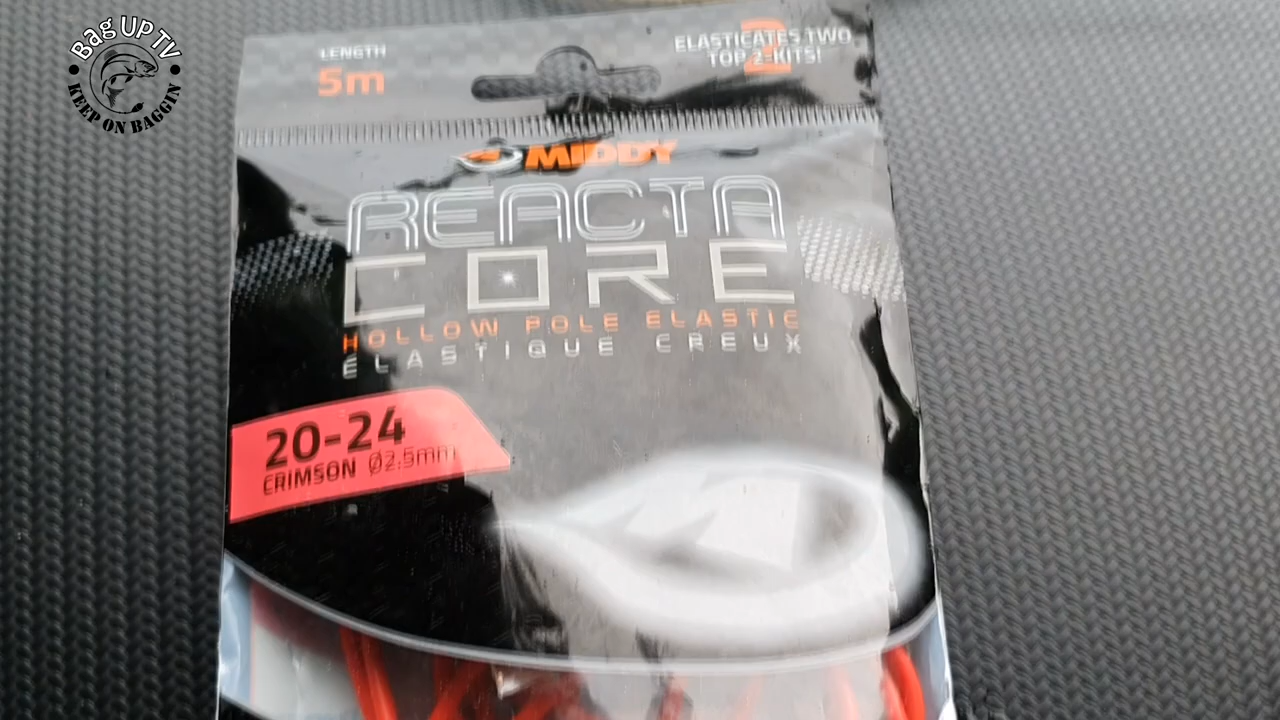 Bag UP TV
KEEP ON BAGGIN
LENGTH
5m
2
ELASTICATES TWO
TOP 2 KITS!
MIDDY
REACTA
CORE
HOLLOW POLE ELASTIC
ÉLASTIQUE CREUX
20-24
CRIMSON Ø2.5mm